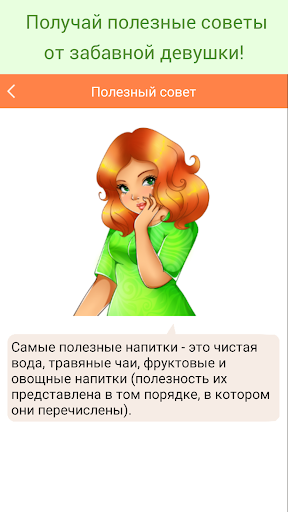 Получай полезные советы
от забавной девушки!
Полезный совет
Самые полезные напитки - это чистая
вода, травяные чаи, фруктовые и
овощные напитки (полезность их
представлена в том порядке, в котором
они перечислены).